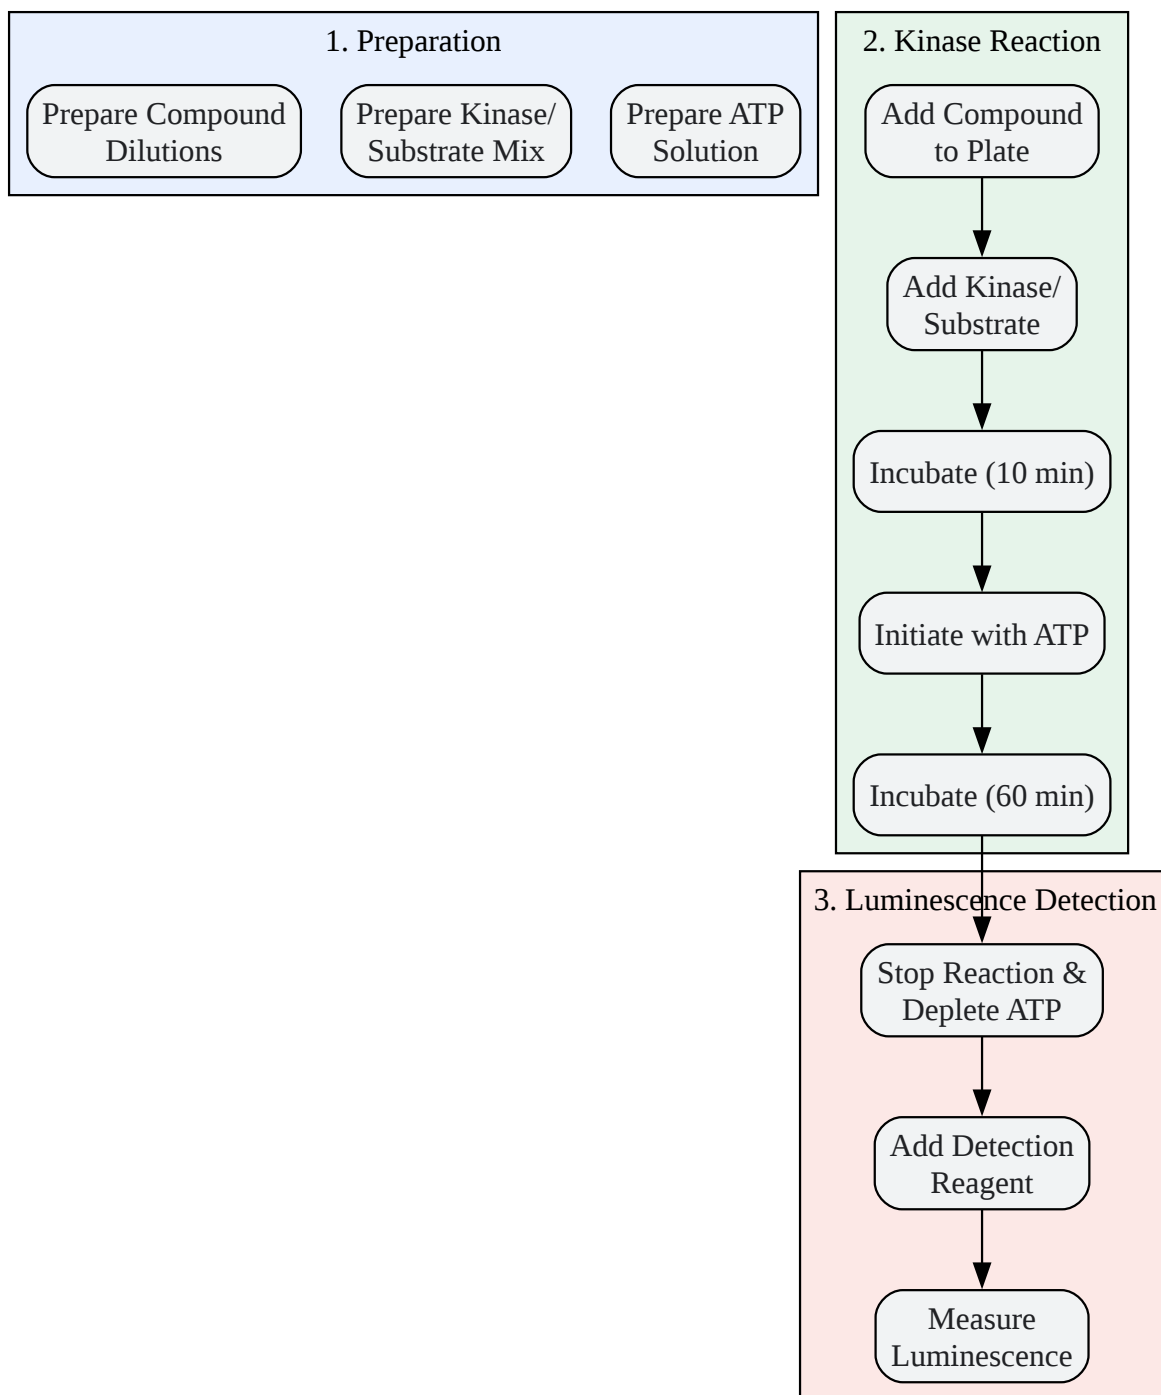 1. Preparation
Prepare Compound
Dilutions
Prepare Kinase/
Substrate Mix
Prepare ATP
Solution
2. Kinase Reaction
Add Compound
to Plate
Add Kinase/
Substrate
Incubate (10 min)
Initiate with ATP
Incubate (60 min)
3. Luminescence Detection
Stop Reaction &
Deplete ATP
Add Detection
Reagent
Measure
Luminescence